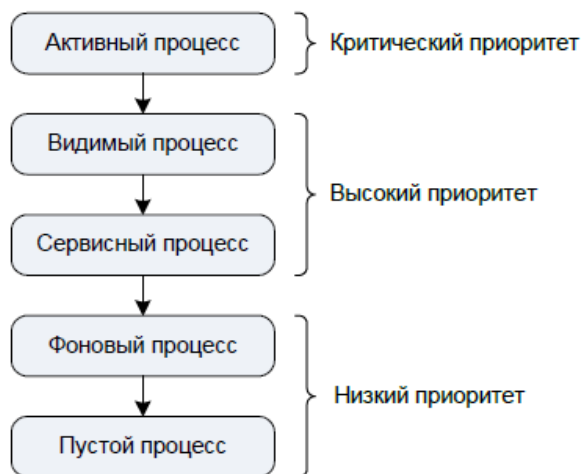 Активный процесс
Критический приоритет
Видимый процесс
Высокий приоритет
Сервисный процесс
Фоновый процесс
Низкий приоритет
Пустой процесс